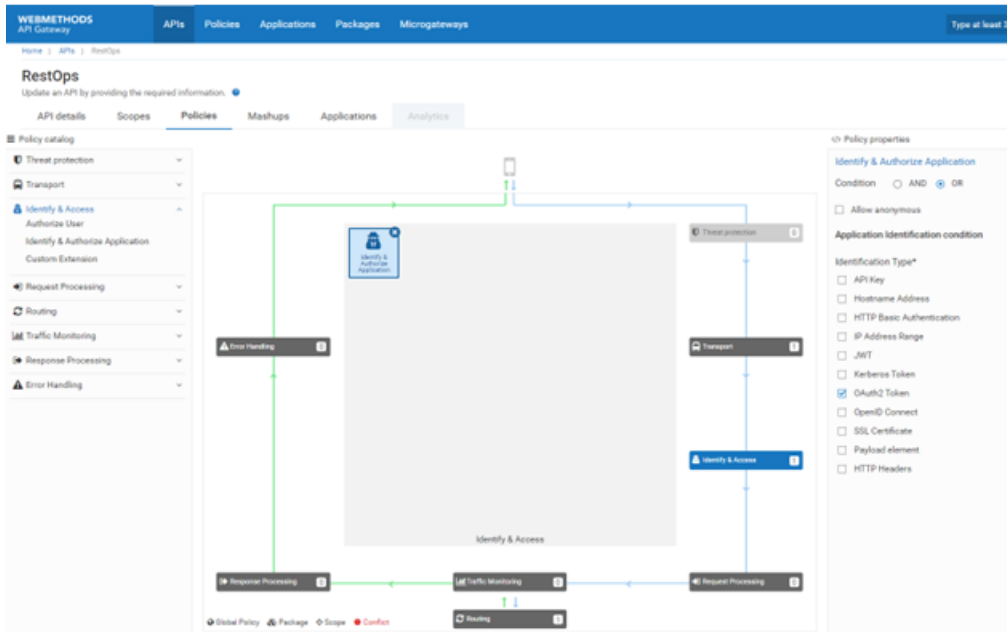 WEBMETHODS
API Gateway
APIs Policies Applications Packages Microgateways
Type at least 3
Home | APIs | RestOps
RestOps
Update an API by providing the required information.
API details Scopes Policies Mashups Applications Analytics
Policy catalog
Threat protection
Transport
Identify & Access
Authorize User
Identify & Authorize Application
Custom Extension
Request Processing
Routing
Traffic Monitoring
Response Processing
Error Handling
Identify &
Authorize
Application
Threat protection
Error Handling
Transport
Identify & Access
Identify & Access
Response Processing
Traffic Monitoring
Request Processing
Routing
Global Policy Package Scope Conflict
Policy properties
Identify & Authorize Application
Condition AND OR
Allow anonymous
Application Identification condition
Identification Type*
API Key
Hostname Address
HTTP Basic Authentication
IP Address Range
JWT
Kerberos Token
OAuth2 Token
OpenID Connect
SSL Certificate
Payload element
HTTP Headers